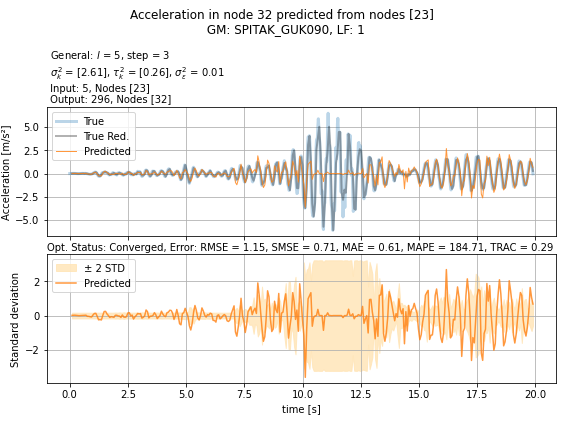 Acceleration in node 32 predicted from nodes [23]
GM: SPITAK_GUK090, LF: 1
General: l = 5, step = 3
σ²ₖ = [2.61], τ²ₖ = [0.26], σ²ε = 0.01
Input: 5, Nodes [23]
Output: 296, Nodes [32]
True
True Red.
Predicted
5.0
2.5
0.0
−2.5
−5.0
Acceleration [m/s²]
Opt. Status: Converged, Error: RMSE = 1.15, SMSE = 0.71, MAE = 0.61, MAPE = 184.71, TRAC = 0.29
± 2 STD
Predicted
2
0
−2
Standard deviation
0.0 2.5 5.0 7.5 10.0 12.5 15.0 17.5 20.0
time [s]